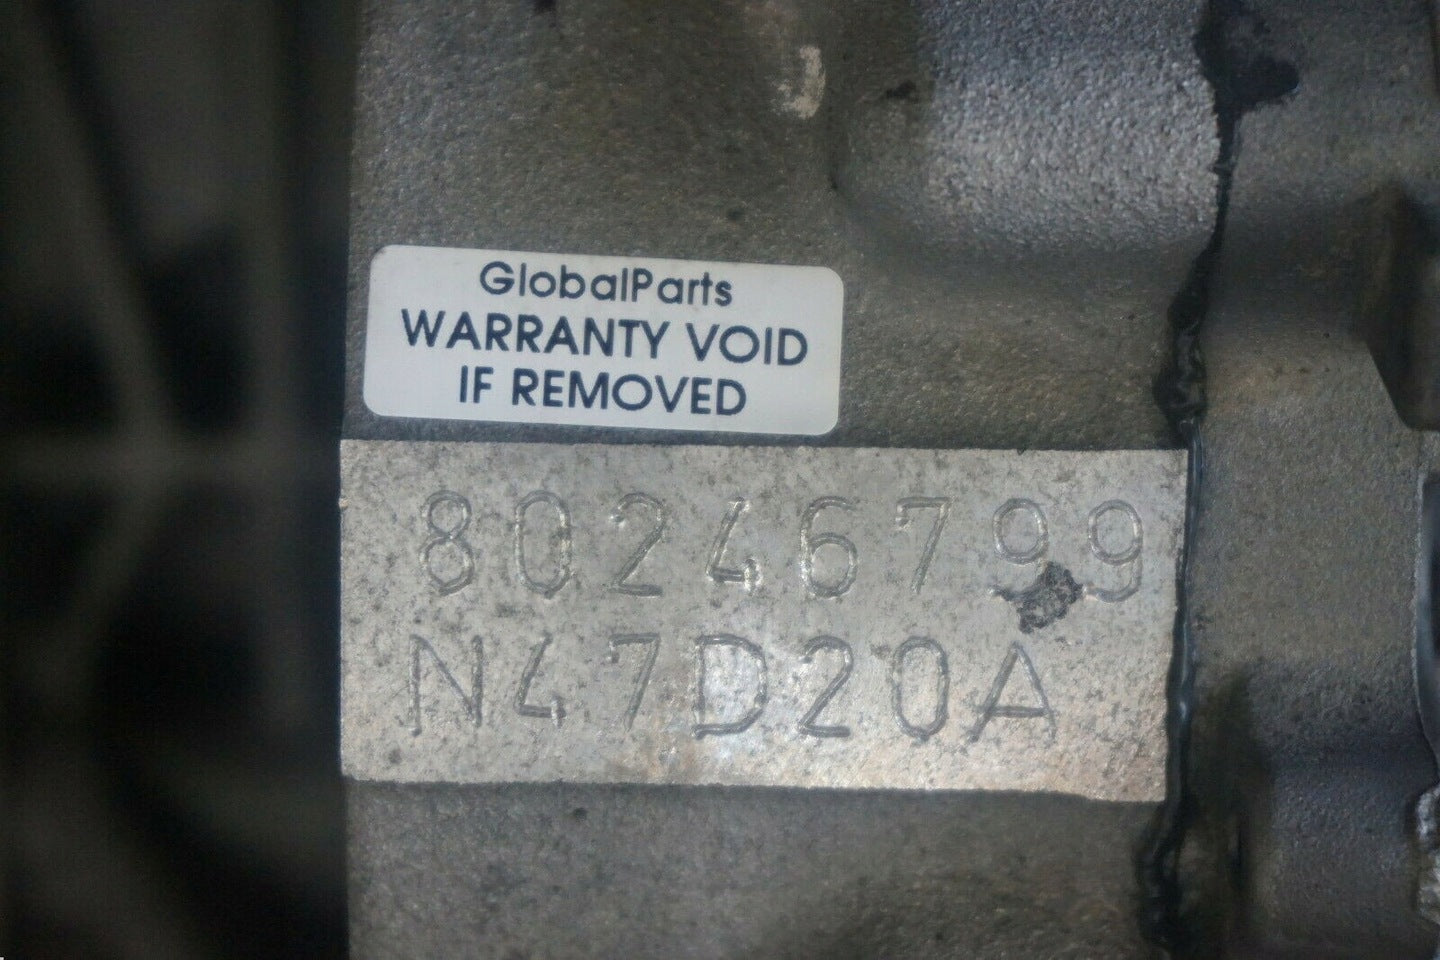 GlobalParts
WARRANTY VOID
IF REMOVED
80246799
N47D20A